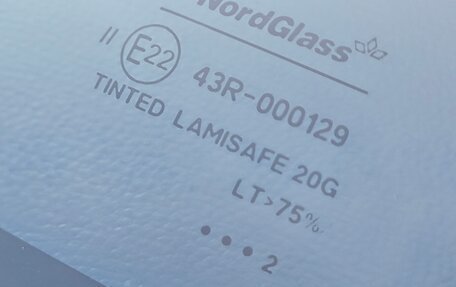 NordGlass
II E22 43R-000129
TINTED LAMISAFE 20G
LT>75%
• • • 2